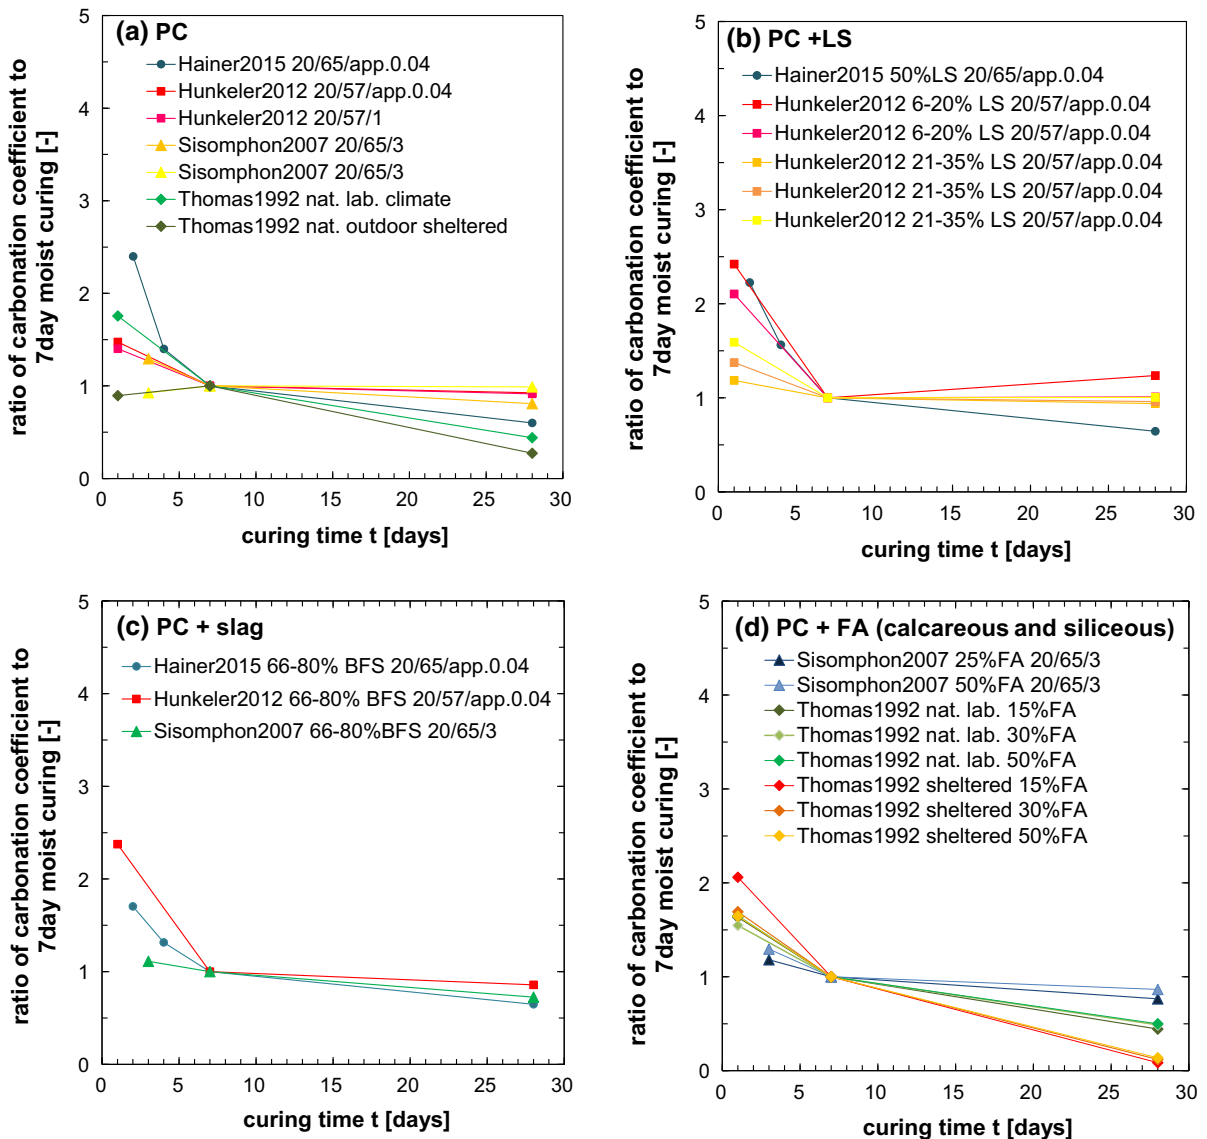 (a) PC
Hainer2015 20/65/app.0.04
Hunkeler2012 20/57/app.0.04
Hunkeler2012 20/57/1
Sisomphon2007 20/65/3
Sisomphon2007 20/65/3
Thomas1992 nat. lab. climate
Thomas1992 nat. outdoor sheltered
ratio of carbonation coefficient to
7day moist curing [-]
5
4
3
2
1
0
0 5 10 15 20 25 30
curing time t [days]
(b) PC +LS
Hainer2015 50%LS 20/65/app.0.04
Hunkeler2012 6-20% LS 20/57/app.0.04
Hunkeler2012 6-20% LS 20/57/app.0.04
Hunkeler2012 21-35% LS 20/57/app.0.04
Hunkeler2012 21-35% LS 20/57/app.0.04
Hunkeler2012 21-35% LS 20/57/app.0.04
ratio of carbonation coefficient to
7day moist curing [-]
5
4
3
2
1
0
0 5 10 15 20 25 30
curing time t [days]
(c) PC + slag
Hainer2015 66-80% BFS 20/65/app.0.04
Hunkeler2012 66-80% BFS 20/57/app.0.04
Sisomphon2007 66-80%BFS 20/65/3
ratio of carbonation coefficient to
7day moist curing [-]
5
4
3
2
1
0
0 5 10 15 20 25 30
curing time t [days]
(d) PC + FA (calcareous and siliceous)
Sisomphon2007 25%FA 20/65/3
Sisomphon2007 50%FA 20/65/3
Thomas1992 nat. lab. 15%FA
Thomas1992 nat. lab. 30%FA
Thomas1992 nat. lab. 50%FA
Thomas1992 sheltered 15%FA
Thomas1992 sheltered 30%FA
Thomas1992 sheltered 50%FA
ratio of carbonation coefficient to
7day moist curing [-]
5
4
3
2
1
0
0 5 10 15 20 25 30
curing time t [days]